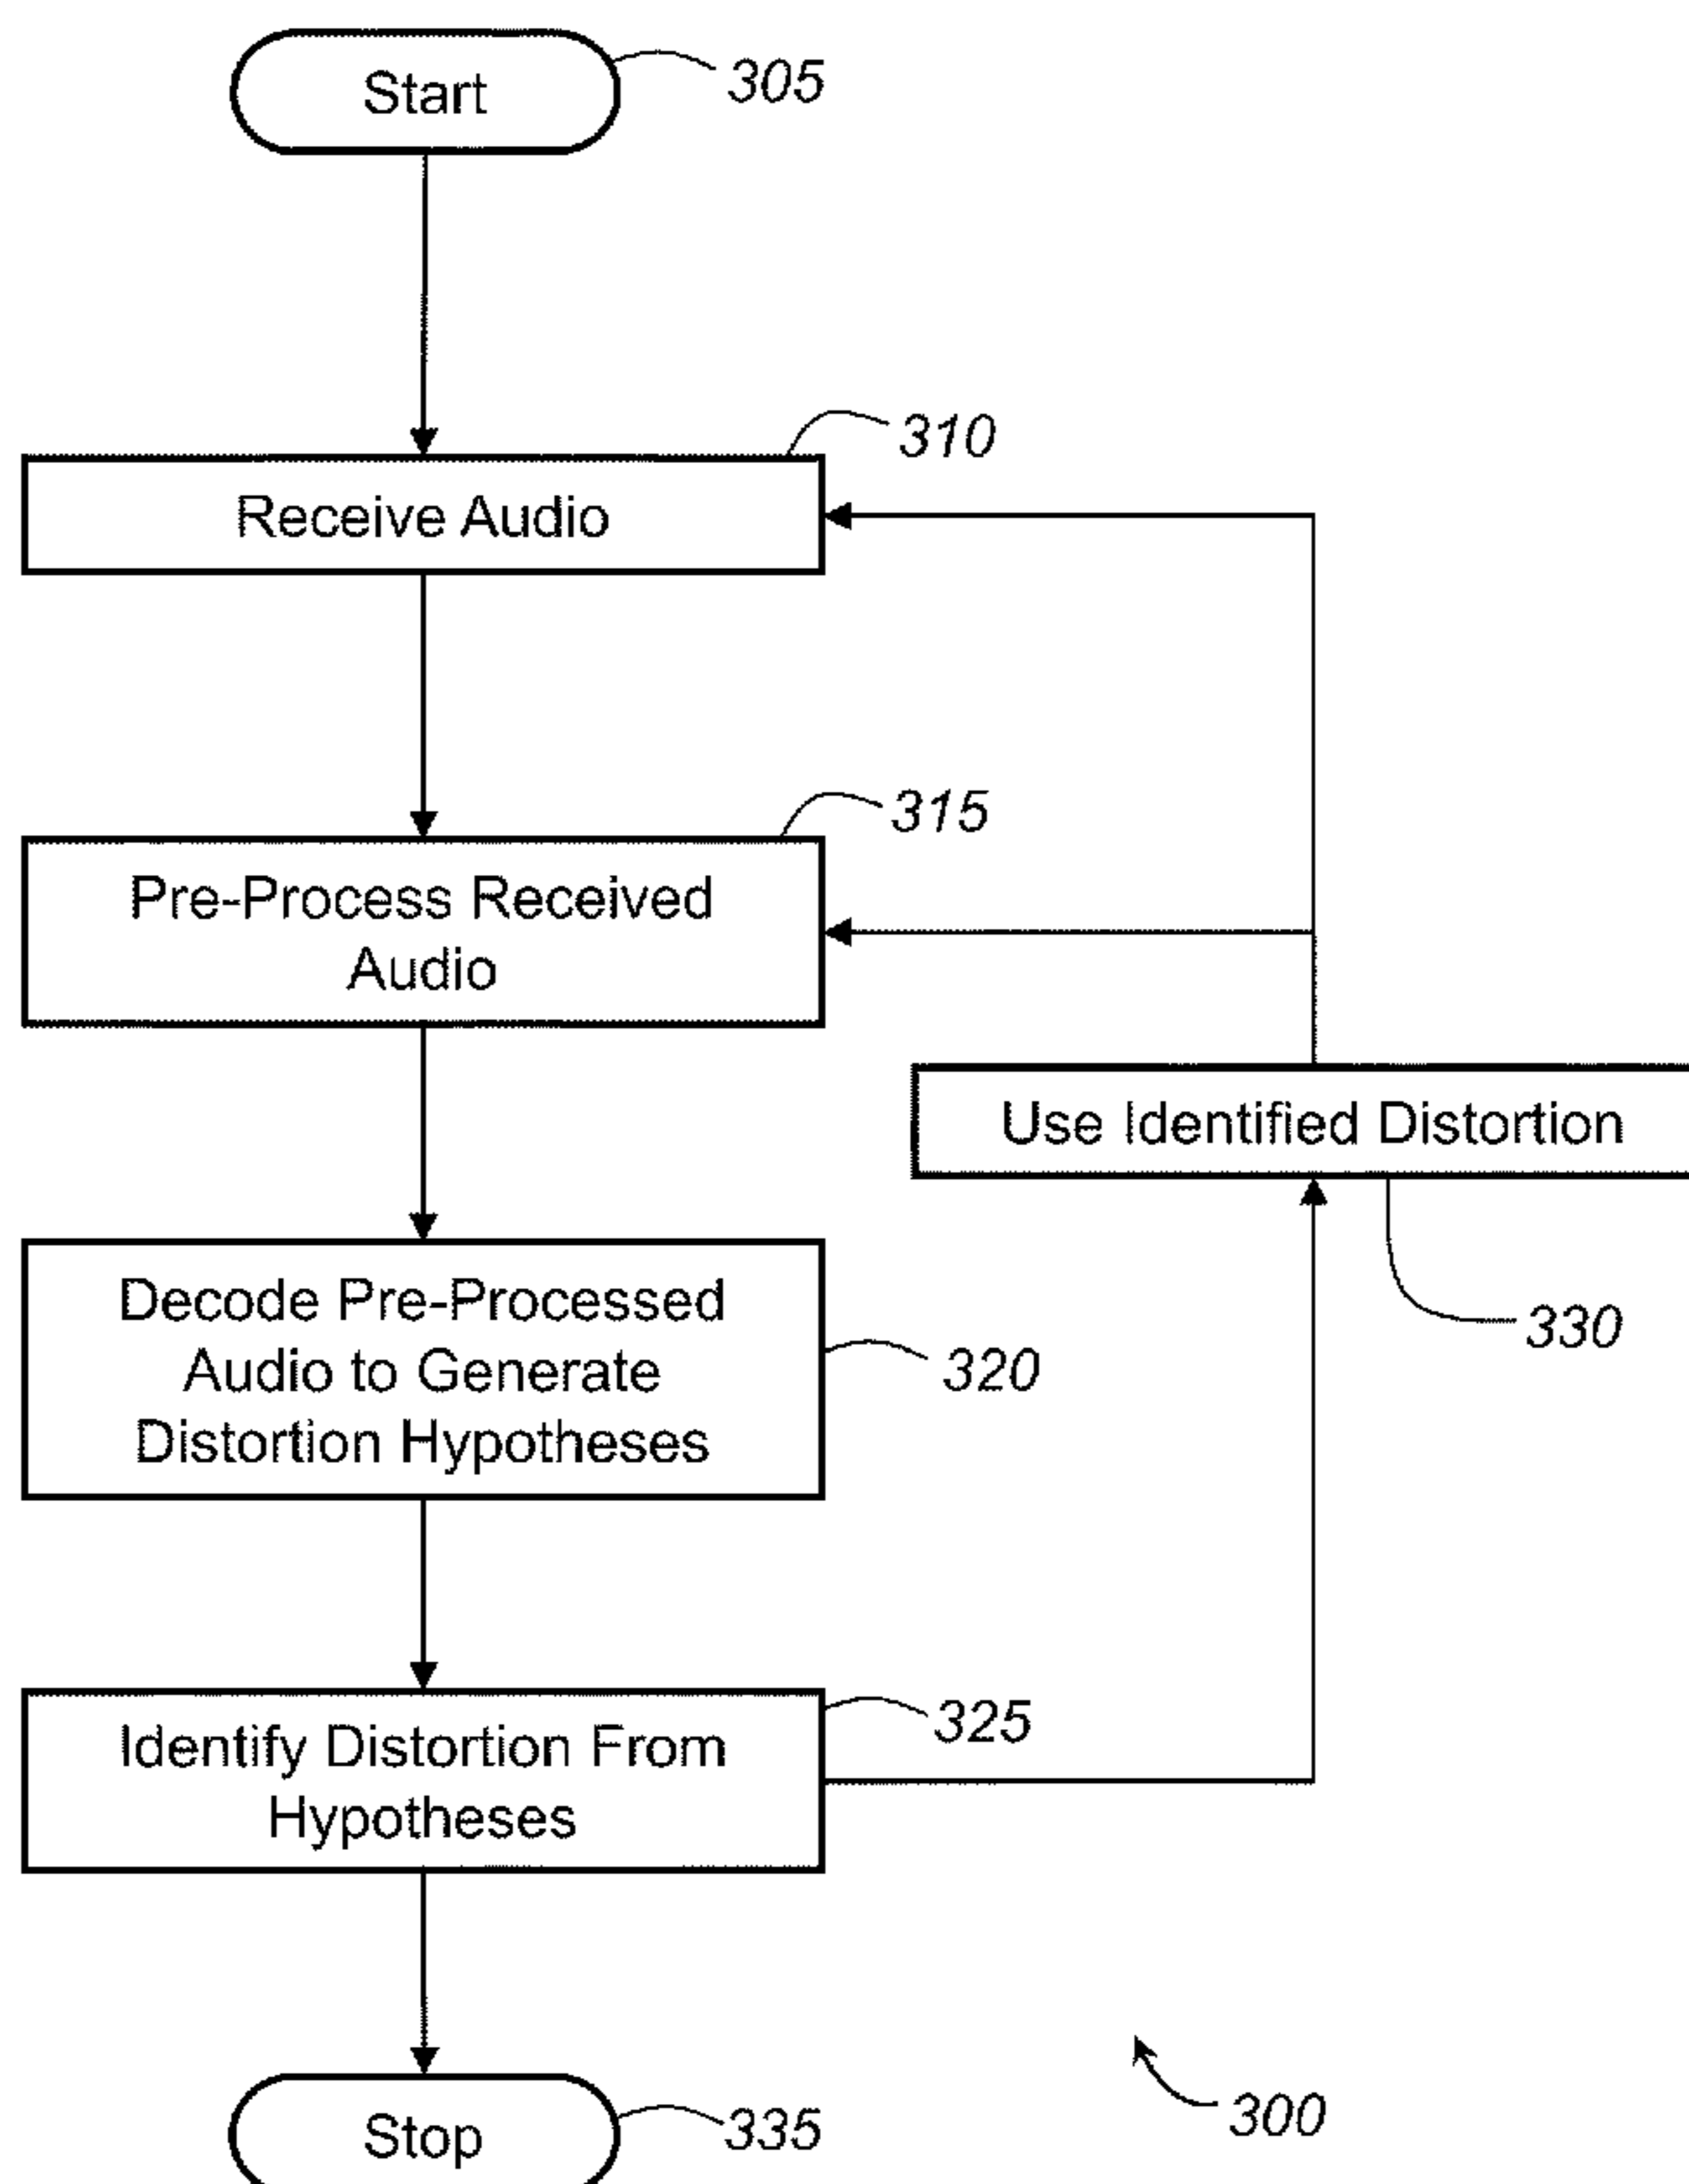 Start
305
310
Receive Audio
315
Pre-Process Received
Audio
Use Identified Distortion
330
Decode Pre-Processed
Audio to Generate
Distortion Hypotheses
320
325
Identify Distortion From
Hypotheses
Stop
335
300